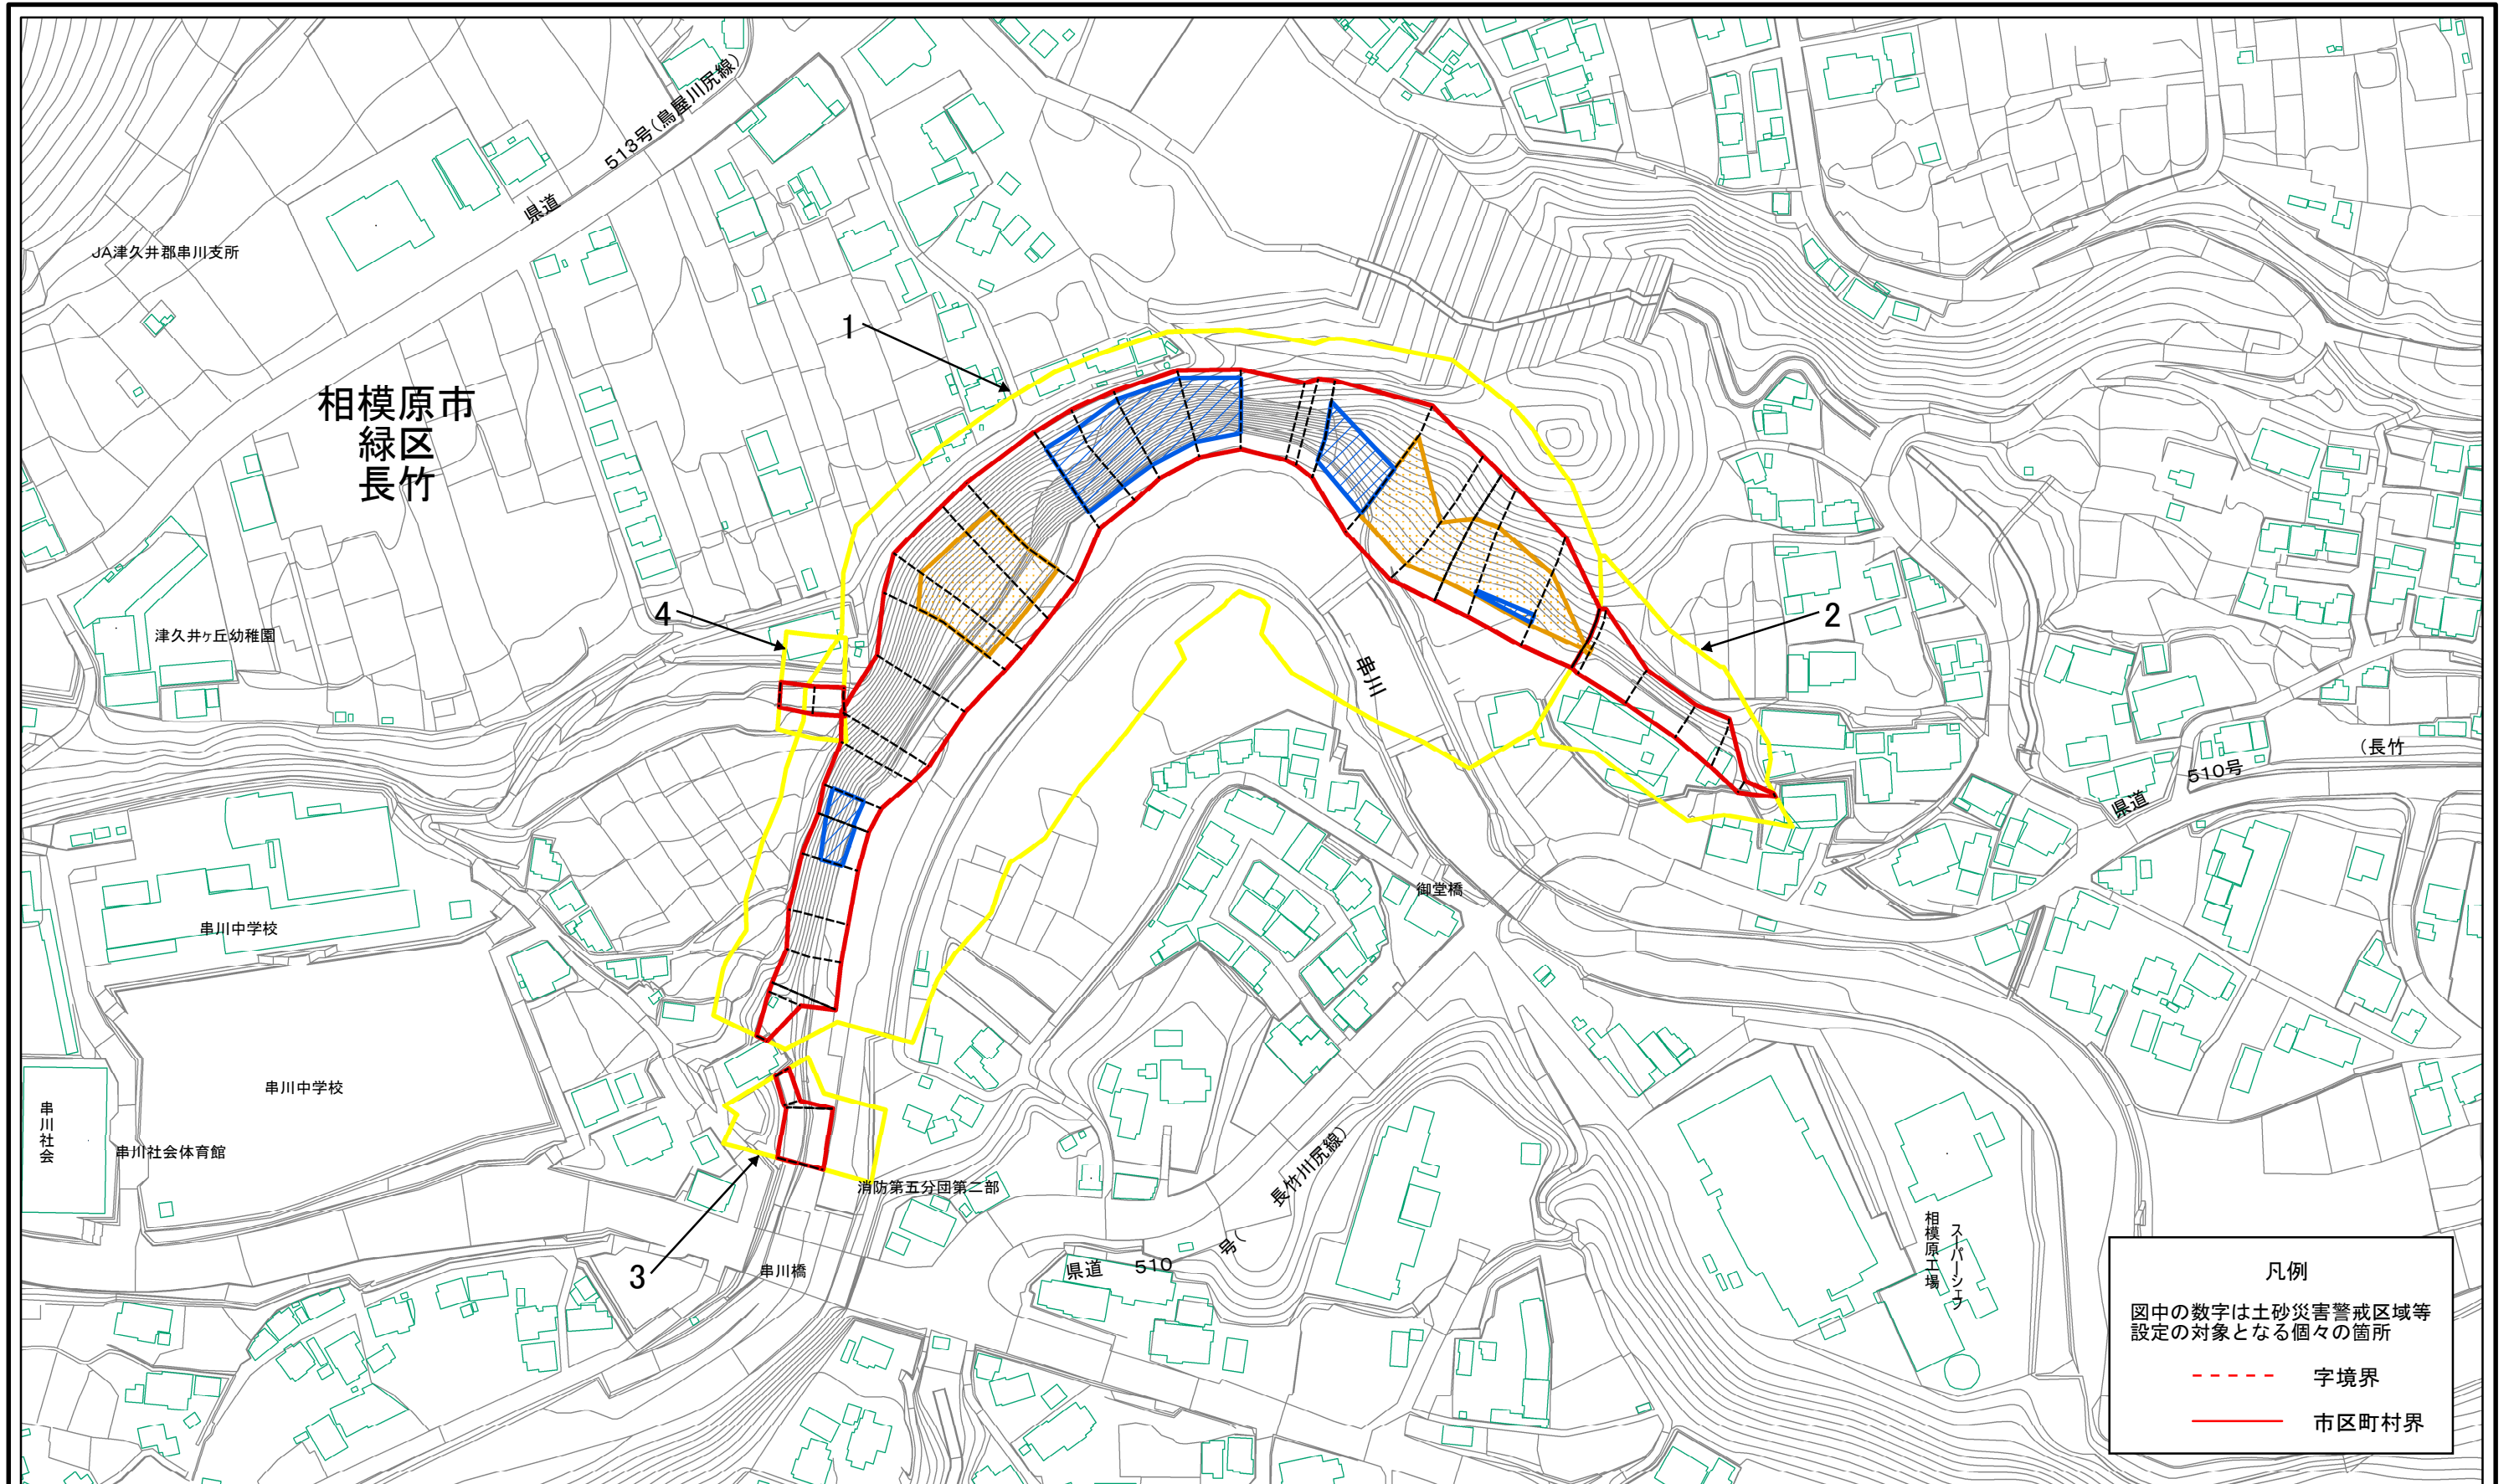 513号(鳥屋川尻線)
県道
JA津久井郡串川支所
1
相模原市
緑区
長竹
4
津久井ヶ丘幼稚園
2
串川
(長竹
510号
県道
御堂橋
串川中学校
串川中学校
串川社会
串川社会体育館
3
消防第五分団第二部
串川橋
長竹川尻線)
号(
県道 510
スーパーシェフ
相模原工場
凡例
図中の数字は土砂災害警戒区域等
設定の対象となる個々の箇所
字境界
市区町村界